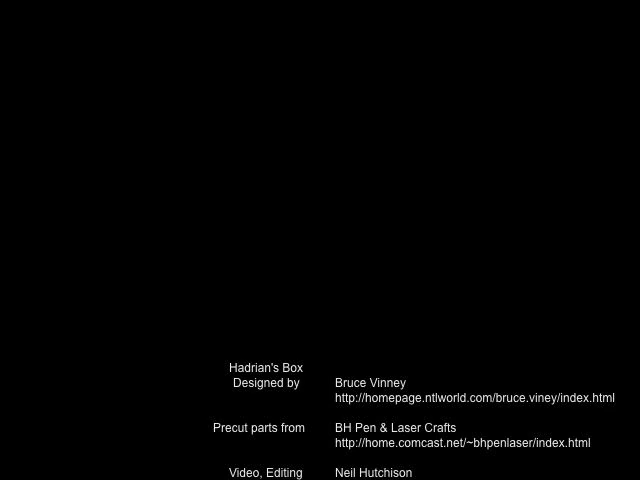 Hadrian's Box
Designed by Bruce Vinney
http://homepage.ntlworld.com/bruce.viney/index.html
Precut parts from BH Pen & Laser Crafts
http://home.comcast.net/~bhpenlaser/index.html
Video, Editing Neil Hutchison